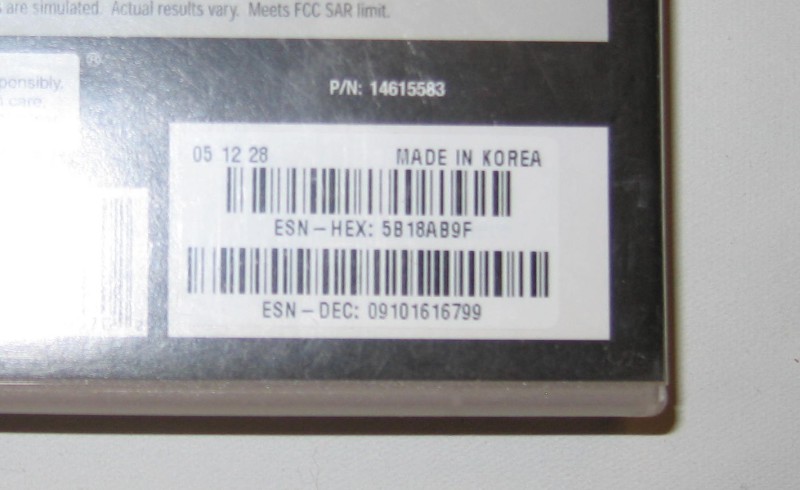 are simulated. Actual results vary. Meets FCC SAR limit.
ponsibly.
care.
®
P/N: 14615583
05 12 28 MADE IN KOREA
ESN-HEX: 5B18AB9F
ESN-DEC: 09101616799